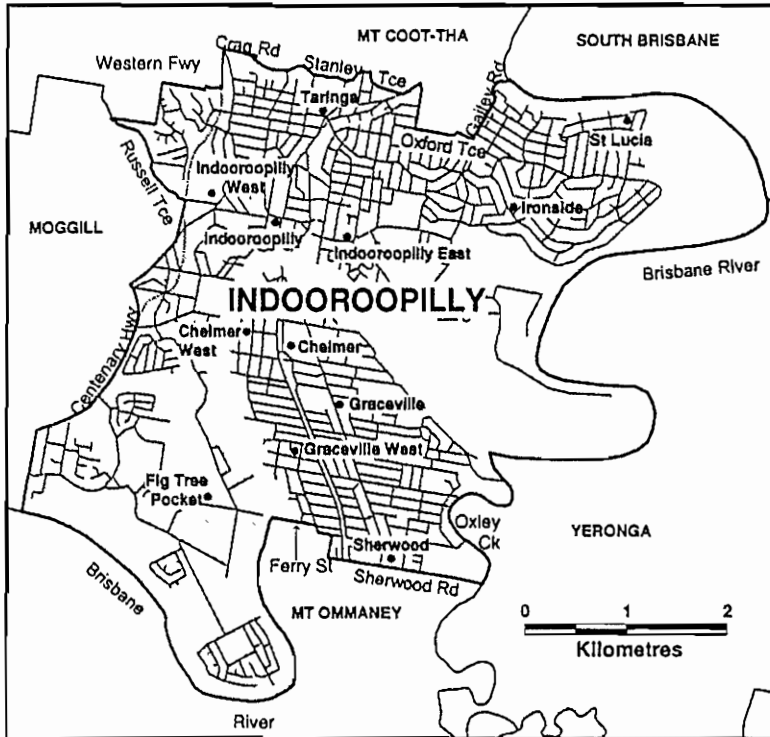 MT COOT-THA
SOUTH BRISBANE
Crag Rd
Stanley Tce
Western Fwy
Gailey Rd
Taringa
Oxford Tce
St Lucia
Russell Tce
Indooroopilly
West
Ironside
MOGGILL
Indooroopilly
Indooroopilly East
Brisbane River
INDOOROOPILLY
Centenary Hwy
Chelmer
West
Chelmer
Graceville
Graceville West
Fig Tree
Pocket
Oxley
Ck
YERONGA
Sherwood
Ferry St
Sherwood Rd
Brisbane
MT OMMANEY
0 1 2
Kilometres
River